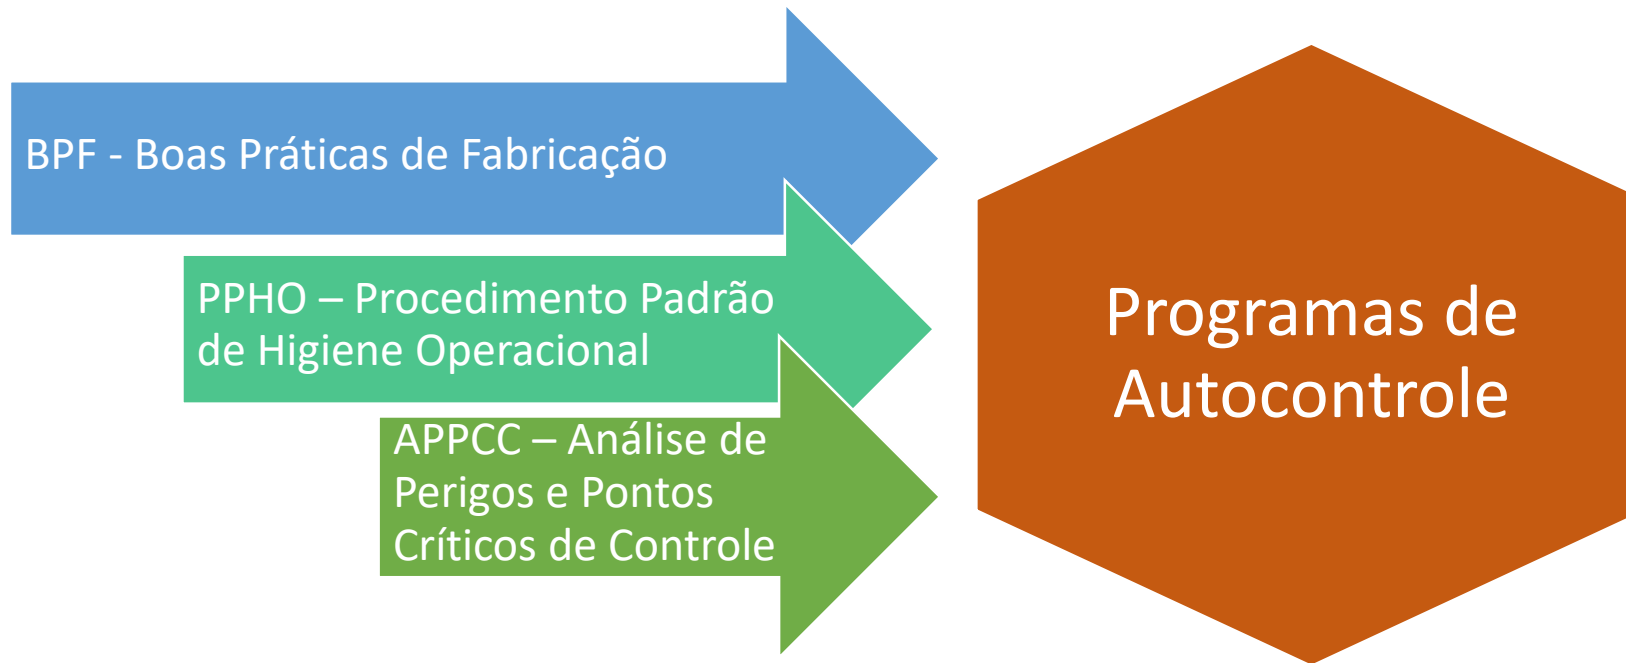 BPF - Boas Práticas de Fabricação
PPHO – Procedimento Padrão
de Higiene Operacional
APPCC – Análise de
Perigos e Pontos
Críticos de Controle
Programas de
Autocontrole